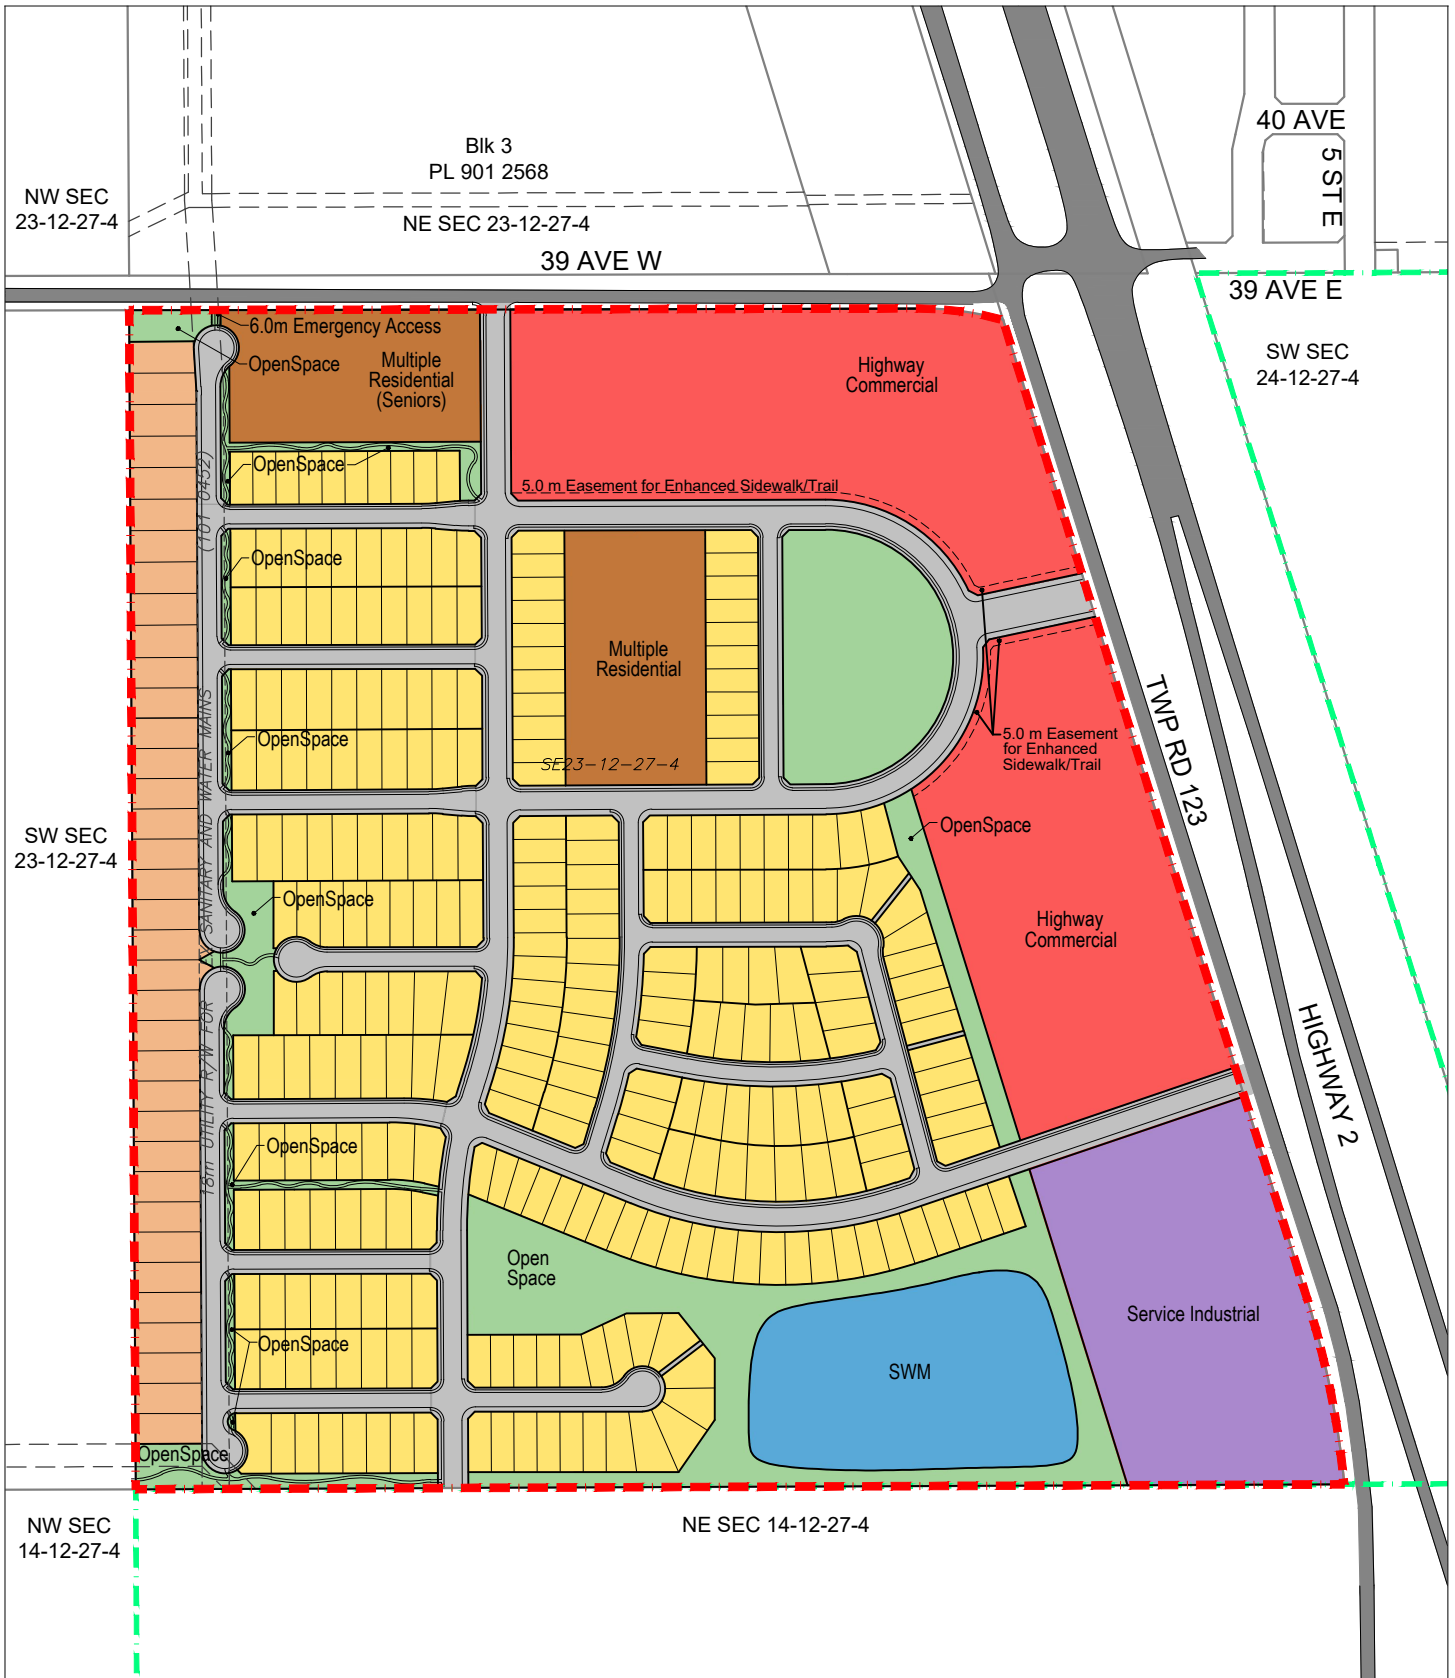 40 AVE
5 ST E
Blk 3
PL 901 2568
NW SEC
23-12-27-4
NE SEC 23-12-27-4
39 AVE W
39 AVE E
6.0m Emergency Access
OpenSpace
Multiple
Residential
(Seniors)
Highway
Commercial
SW SEC
24-12-27-4
OpenSpace
5.0 m Easement for Enhanced Sidewalk/Trail
OpenSpace
Multiple
Residential
OpenSpace
SE23-12-27-4
5.0 m Easement
for Enhanced
Sidewalk/Trail
TWP RD 123
SW SEC
23-12-27-4
OpenSpace
OpenSpace
Highway
Commercial
18m UTILITY R/W FOR SANITARY AND WATER MAINS (101 0452)
HIGHWAY 2
OpenSpace
Open
Space
Service Industrial
OpenSpace
SWM
OpenSpace
NW SEC
14-12-27-4
NE SEC 14-12-27-4